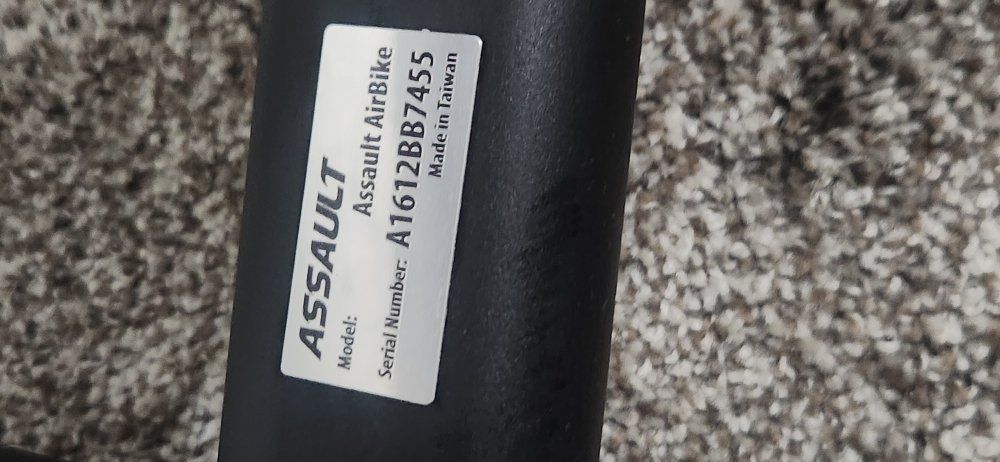 ASSAULT
Model: Assault AirBike
Serial Number: A1612BB7455
Made in Taiwan